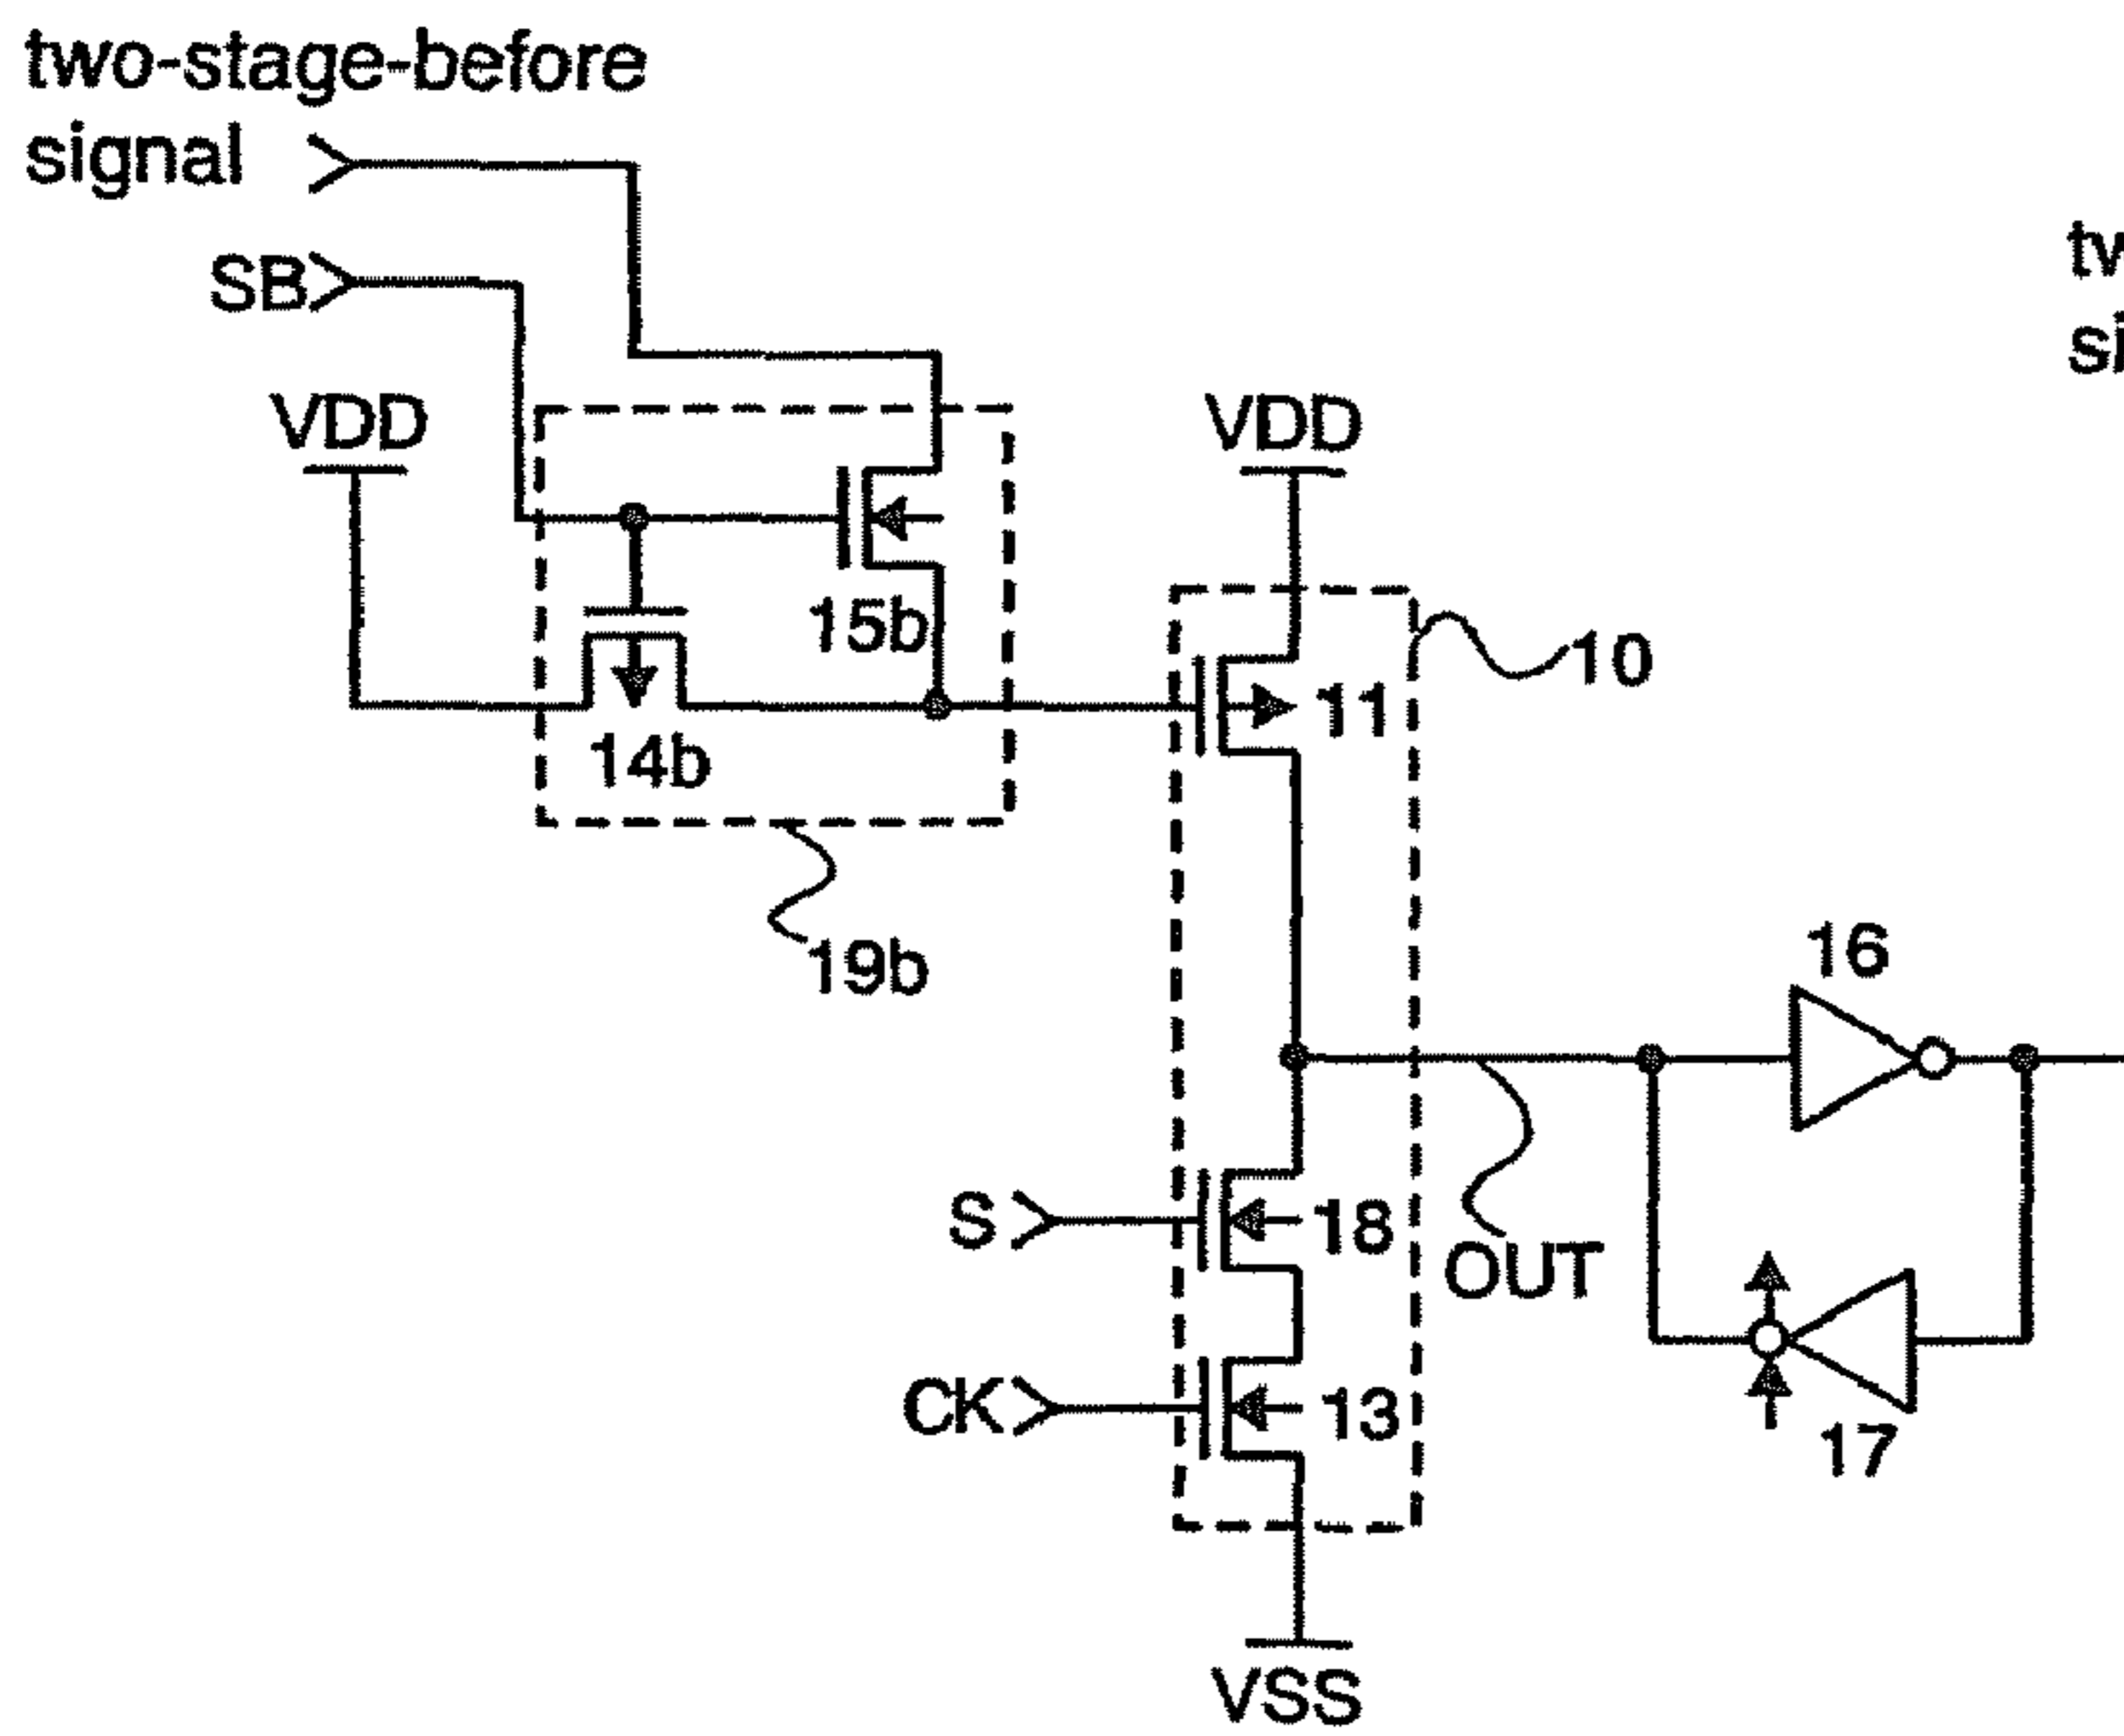 two-stage-before
signal
SB
VDD
VDD
15b
10
11
14b
19b
16
S
18
OUT
CK
13
17
VSS